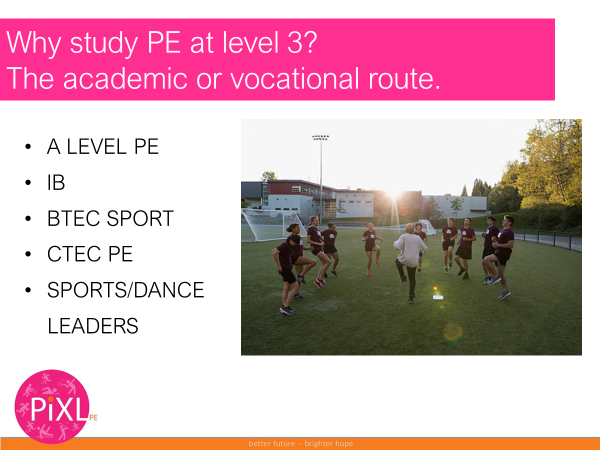 Why study PE at level 3?
The academic or vocational route.
• A LEVEL PE
• IB
• BTEC SPORT
• CTEC PE
• SPORTS/DANCE
LEADERS
PiXL PE
better future – brighter hope